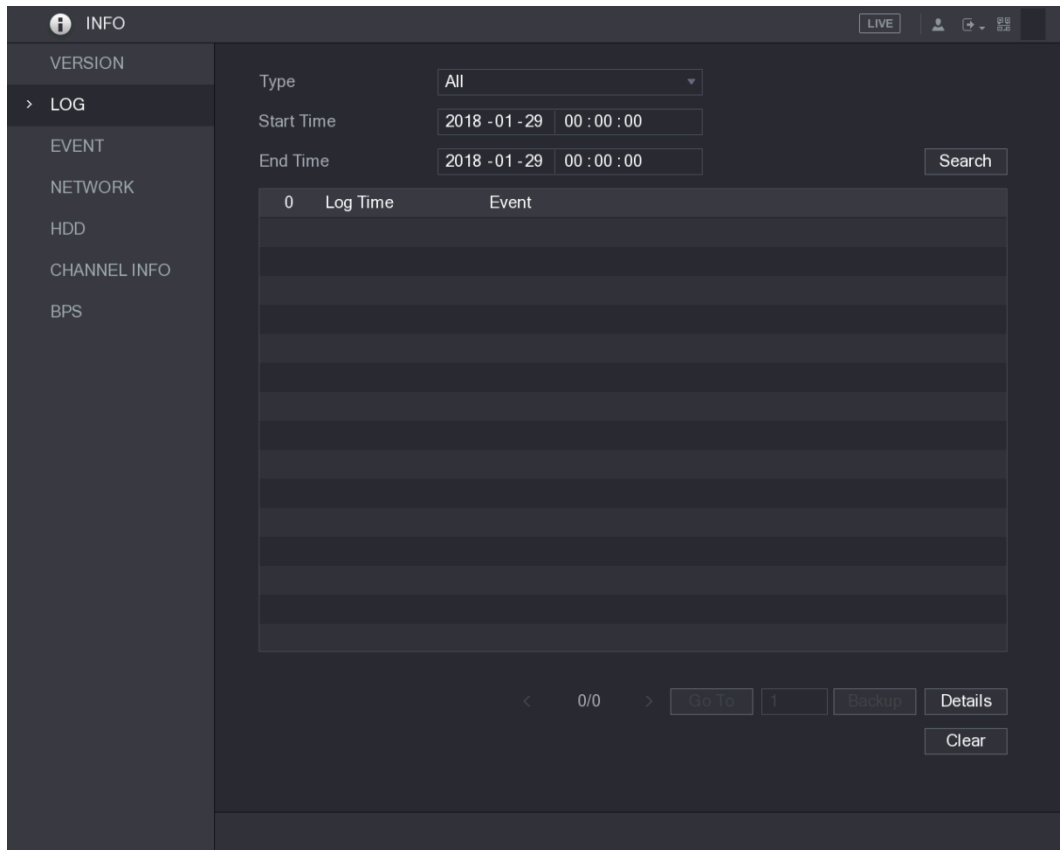 INFO LIVE
VERSION
LOG
EVENT
NETWORK
HDD
CHANNEL INFO
BPS
Type All
Start Time 2018 -01 -29 00 : 00 : 00
End Time 2018 -01 -29 00 : 00 : 00 Search
0 Log Time Event
< 0/0 > Go To 1 Backup Details
Clear